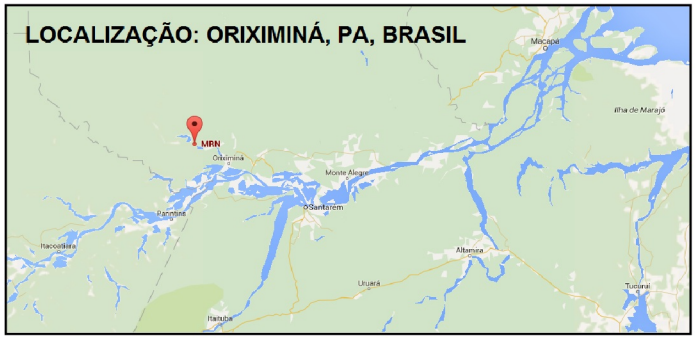 LOCALIZAÇÃO: ORIXIMINÁ, PA, BRASIL
Macapá
Ilha de Marajó
MRN
Oriximiná
Monte Alegre
Parintins
Santarém
Itacoatiara
Altamira
Uruará
Tucuruí
Itaituba